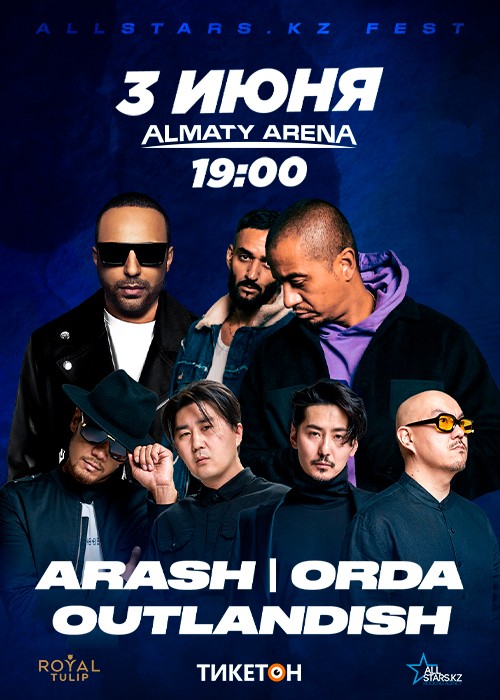 ALLSTARS.KZ FEST
3 ИЮНЯ
ALMATY ARENA
19:00
ARASH | ORDA
OUTLANDISH
ROYAL
TULIP
ТИКЕТОН
ALL
STARS.KZ